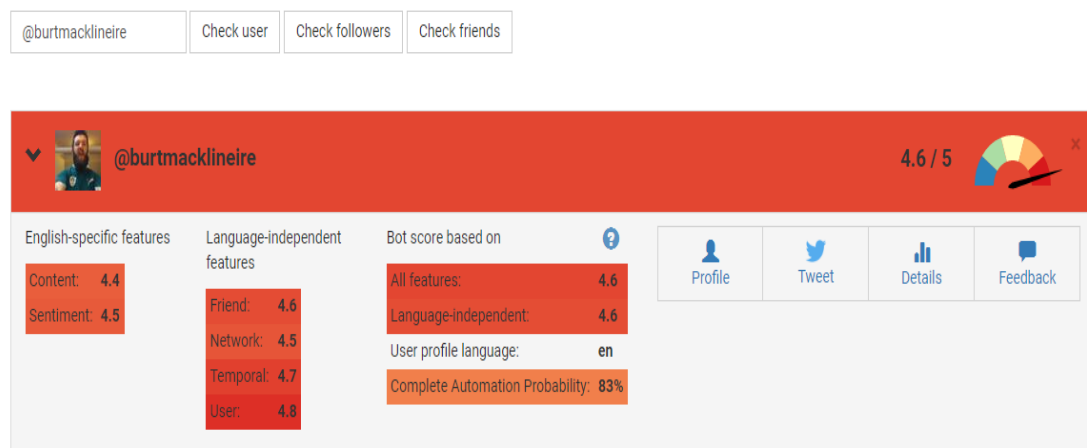 @burtmacklineire Check user Check followers Check friends
@burtmacklineire 4.6 / 5 x
English-specific features
Content: 4.4
Sentiment: 4.5
Language-independent
features
Friend: 4.6
Network: 4.5
Temporal: 4.7
User: 4.8
Bot score based on ?
All features: 4.6
Language-independent: 4.6
User profile language: en
Complete Automation Probability: 83%
Profile Tweet Details Feedback